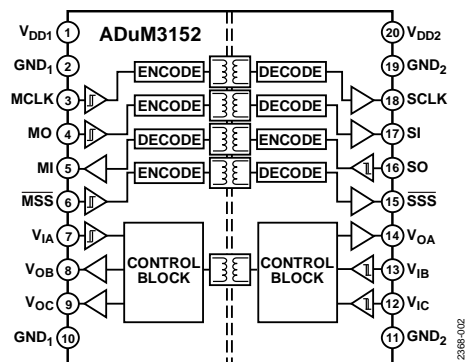 ADuM3152
VDD1 1
20 VDD2
GND1 2
19 GND2
ENCODE DECODE
MCLK 3
18 SCLK
ENCODE DECODE
MO 4
17 SI
DECODE ENCODE
MI 5
16 SO
ENCODE DECODE
MSS 6
15 SSS
VIA 7
14 VOA
CONTROL BLOCK
CONTROL BLOCK
VOB 8
13 VIB
VOC 9
12 VIC
GND1 10
11 GND2
2368-002